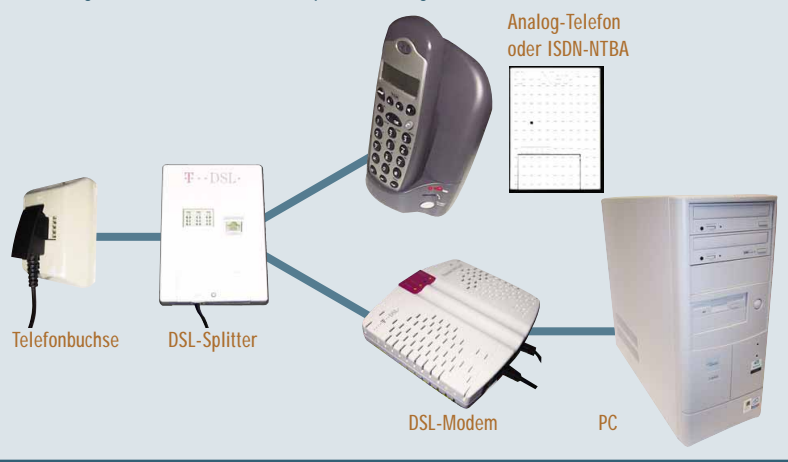 Analog-Telefon
oder ISDN-NTBA
T··DSL·
Telefonbuchse
DSL-Splitter
DSL-Modem
PC